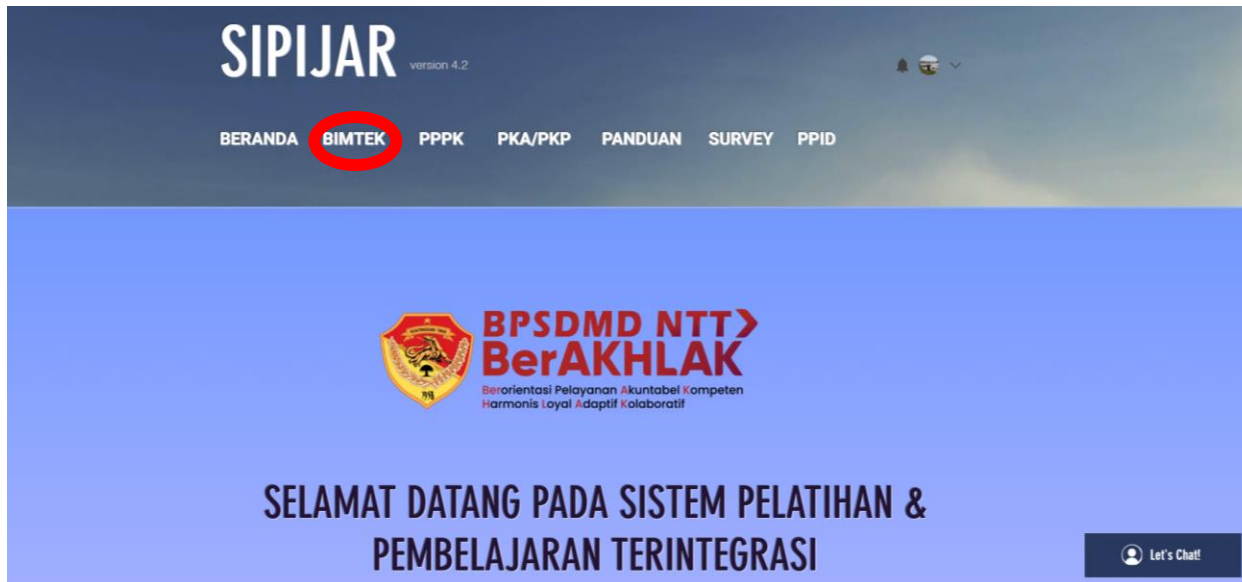 SIPIJAR version 4.2
BERANDA BIMTEK PPPK PKA/PKP PANDUAN SURVEY PPID
BPSDMD NTT
BerAKHLAK
Berorientasi Pelayanan Akuntabel Kompeten
Harmonis Loyal Adaptif Kolaboratif
SELAMAT DATANG PADA SISTEM PELATIHAN &
PEMBELAJARAN TERINTEGRASI
Let's Chat!